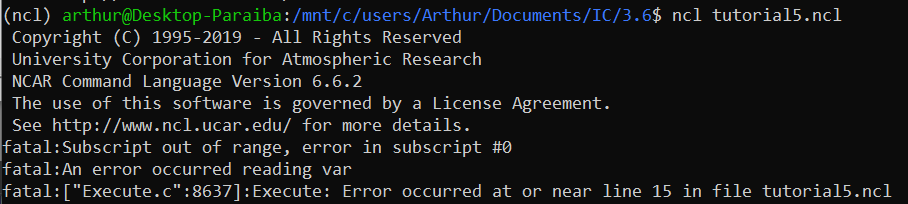 (ncl) arthur@Desktop-Paraiba:/mnt/c/users/Arthur/Documents/IC/3.6$ ncl tutorial5.ncl
Copyright (C) 1995-2019 - All Rights Reserved
University Corporation for Atmospheric Research
NCAR Command Language Version 6.6.2
The use of this software is governed by a License Agreement.
See http://www.ncl.ucar.edu/ for more details.
fatal:Subscript out of range, error in subscript #0
fatal:An error occurred reading var
fatal:["Execute.c":8637]:Execute: Error occurred at or near line 15 in file tutorial5.ncl